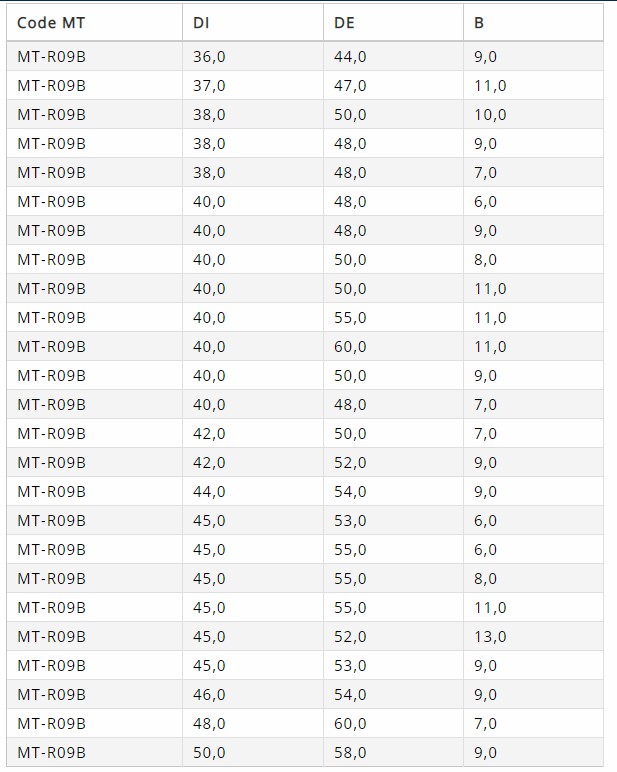 Code MT DI DE B
MT-R09B 36,0 44,0 9,0
MT-R09B 37,0 47,0 11,0
MT-R09B 38,0 50,0 10,0
MT-R09B 38,0 48,0 9,0
MT-R09B 38,0 48,0 7,0
MT-R09B 40,0 48,0 6,0
MT-R09B 40,0 48,0 9,0
MT-R09B 40,0 50,0 8,0
MT-R09B 40,0 50,0 11,0
MT-R09B 40,0 55,0 11,0
MT-R09B 40,0 60,0 11,0
MT-R09B 40,0 50,0 9,0
MT-R09B 40,0 48,0 7,0
MT-R09B 42,0 50,0 7,0
MT-R09B 42,0 52,0 9,0
MT-R09B 44,0 54,0 9,0
MT-R09B 45,0 53,0 6,0
MT-R09B 45,0 55,0 6,0
MT-R09B 45,0 55,0 8,0
MT-R09B 45,0 55,0 11,0
MT-R09B 45,0 52,0 13,0
MT-R09B 45,0 53,0 9,0
MT-R09B 46,0 54,0 9,0
MT-R09B 48,0 60,0 7,0
MT-R09B 50,0 58,0 9,0